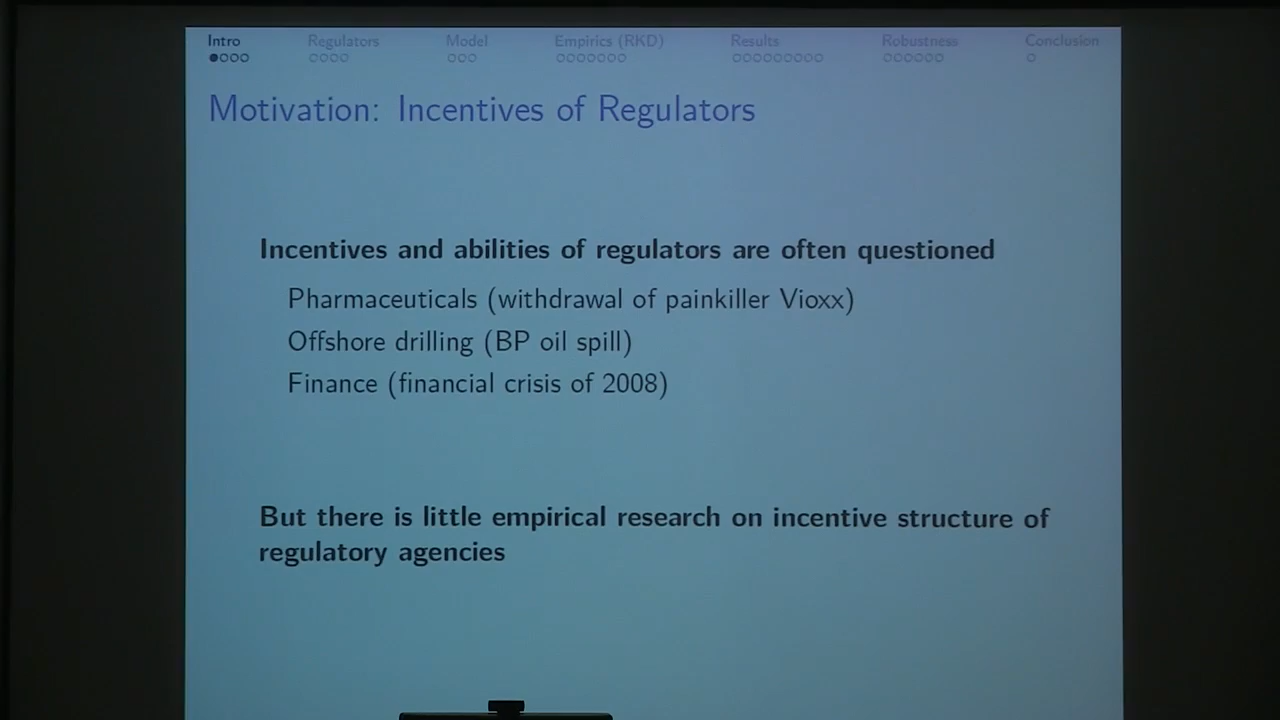 Intro Regulators Model Empirics (RKD) Results Robustness Conclusion
Motivation: Incentives of Regulators
Incentives and abilities of regulators are often questioned
Pharmaceuticals (withdrawal of painkiller Vioxx)
Offshore drilling (BP oil spill)
Finance (financial crisis of 2008)
But there is little empirical research on incentive structure of
regulatory agencies